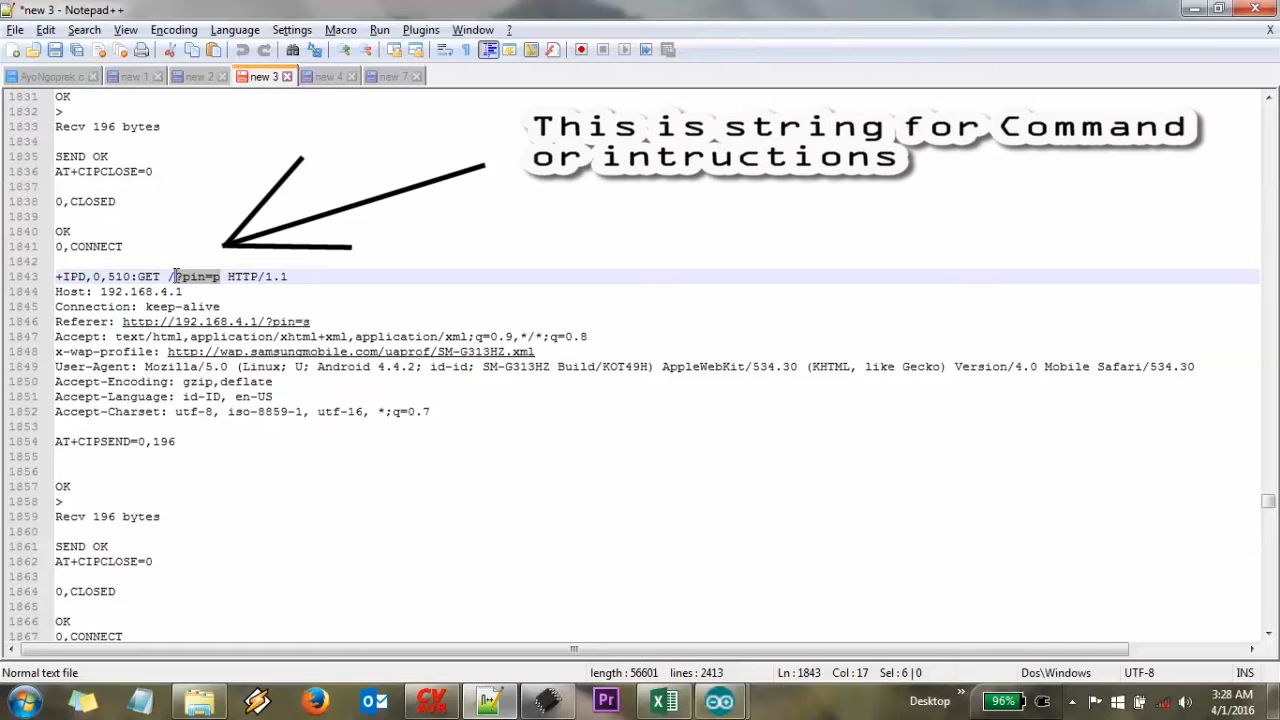 *new 3 - Notepad++
File Edit Search View Encoding Language Settings Macro Run Plugins Window ? X
AyoNgoprek.c new 1 new 2 new 3 new 4 new 7
1831 OK
1832 >
1833 Recv 196 bytes
1834
1835 SEND OK
1836 AT+CIPCLOSE=0
1837
1838 0,CLOSED
1839
1840 OK
1841 0,CONNECT
1842
1843 +IPD,0,510:GET /?pin=p HTTP/1.1
1844 Host: 192.168.4.1
1845 Connection: keep-alive
1846 Referer: http://192.168.4.1/?pin=s
1847 Accept: text/html,application/xhtml+xml,application/xml;q=0.9,*/*;q=0.8
1848 x-wap-profile: http://wap.samsungmobile.com/uaprof/SM-G313HZ.xml
1849 User-Agent: Mozilla/5.0 (Linux; U; Android 4.4.2; id-id; SM-G313HZ Build/KOT49H) AppleWebKit/534.30 (KHTML, like Gecko) Version/4.0 Mobile Safari/534.30
1850 Accept-Encoding: gzip,deflate
1851 Accept-Language: id-ID, en-US
1852 Accept-Charset: utf-8, iso-8859-1, utf-16, *;q=0.7
1853
1854 AT+CIPSEND=0,196
1855
1856
1857 OK
1858 >
1859 Recv 196 bytes
1860
1861 SEND OK
1862 AT+CIPCLOSE=0
1863
1864 0,CLOSED
1865
1866 OK
1867 0,CONNECT
This is string for Command
or intructions
Normal text file length : 56601 lines : 2413 Ln : 1843 Col : 17 Sel : 6 | 0 Dos\Windows UTF-8 INS
CV AVR Pr Desktop » 96% 3:28 AM
4/1/2016